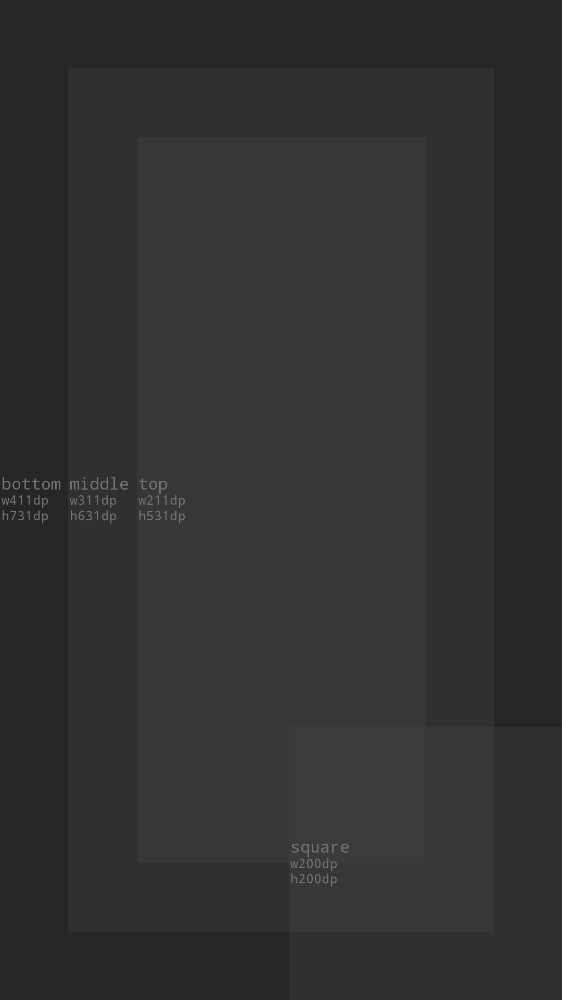 bottom middle top
w411dp w311dp w211dp
h731dp h631dp h531dp
square
w200dp
h200dp